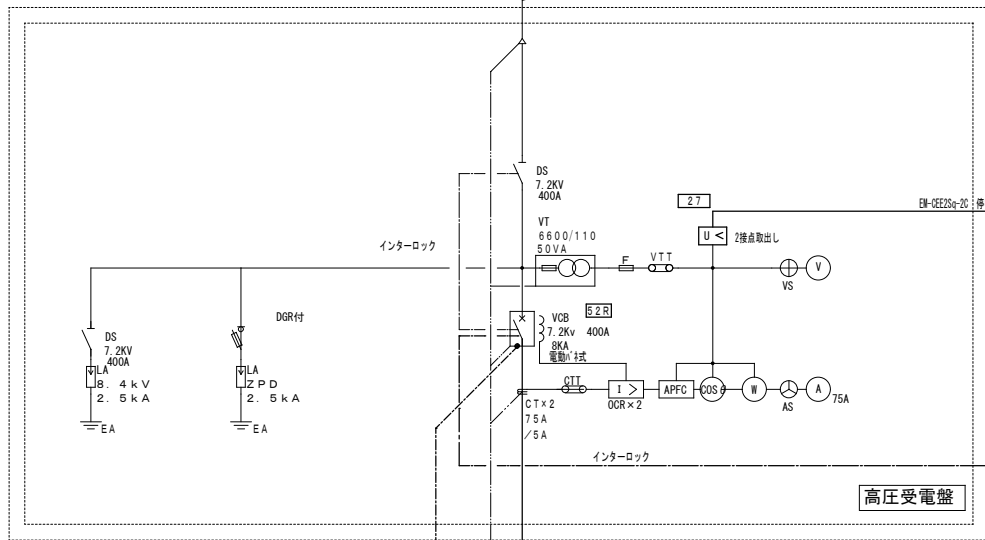 DS
7.2KV
400A
27
EM-CEE2Sq-2C 停
VT
6600/110
50VA
U <
2接点取出し
インターロック
F
VTT
VS
V
DGR付
52R
VCB
7.2Kv 400A
8KA
電動バネ式
DS
7.2KV
400A
LA
8.4kV
2.5kA
EA
LA
ZPD
2.5kA
EA
CTT
CT×2
75A
/5A
I >
OCR×2
APFC
COSθ
W
AS
A
75A
インターロック
高圧受電盤